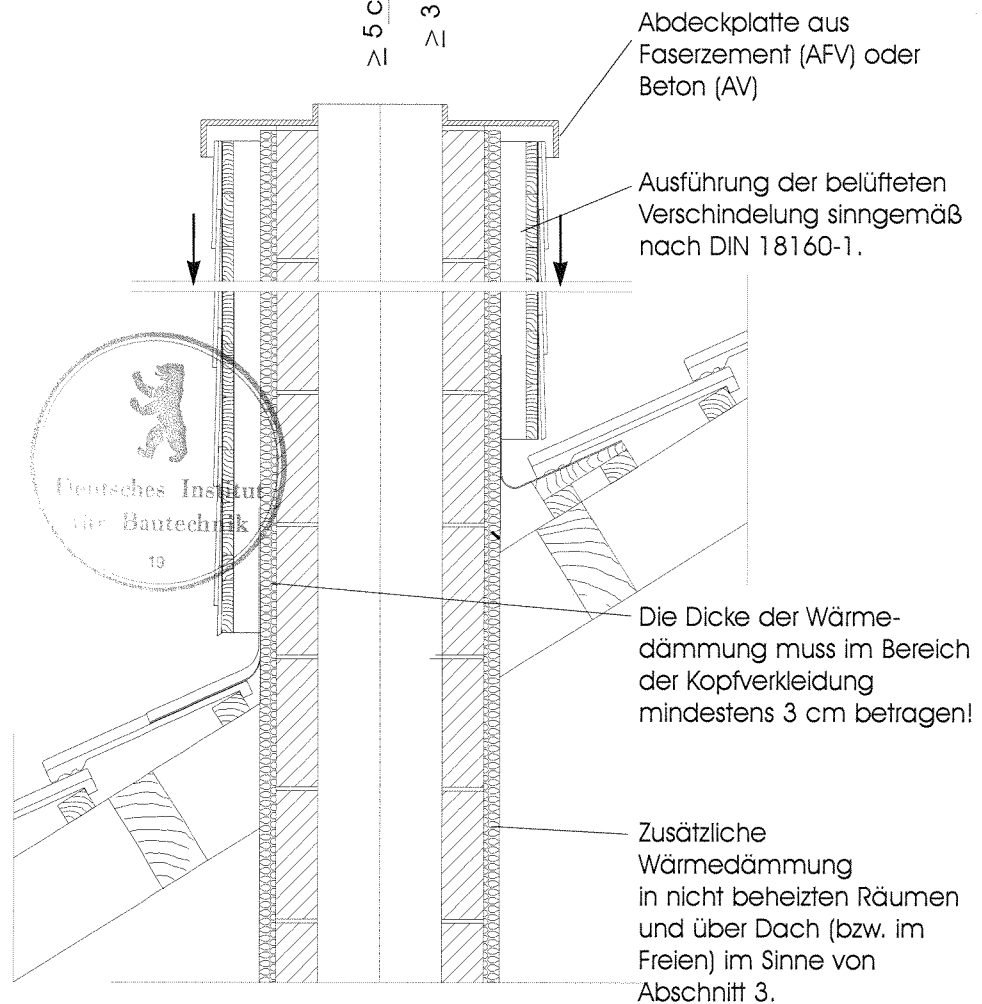 ≥ 5 c
≥ 3
Abdeckplatte aus
Faserzement (AFV) oder
Beton (AV)
Ausführung der belüfteten
Verschindelung sinngemäß
nach DIN 18160-1.
Deutsches Institut
für Bautechnik
19
Die Dicke der Wärme-
dämmung muss im Bereich
der Kopfverkleidung
mindestens 3 cm betragen!
Zusätzliche
Wärmedämmung
in nicht beheizten Räumen
und über Dach (bzw. im
Freien) im Sinne von
Abschnitt 3.